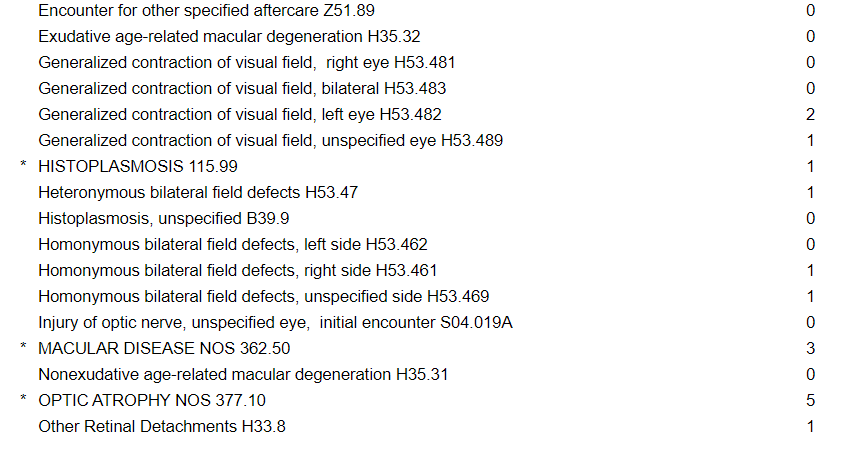 Encounter for other specified aftercare Z51.89 0
Exudative age-related macular degeneration H35.32 0
Generalized contraction of visual field,  right eye H53.481 0
Generalized contraction of visual field, bilateral H53.483 0
Generalized contraction of visual field, left eye H53.482 2
Generalized contraction of visual field, unspecified eye H53.489 1
* HISTOPLASMOSIS 115.99 1
Heteronymous bilateral field defects H53.47 1
Histoplasmosis, unspecified B39.9 0
Homonymous bilateral field defects, left side H53.462 0
Homonymous bilateral field defects, right side H53.461 1
Homonymous bilateral field defects, unspecified side H53.469 1
Injury of optic nerve, unspecified eye,  initial encounter S04.019A 0
* MACULAR DISEASE NOS 362.50 3
Nonexudative age-related macular degeneration H35.31 0
* OPTIC ATROPHY NOS 377.10 5
Other Retinal Detachments H33.8 1